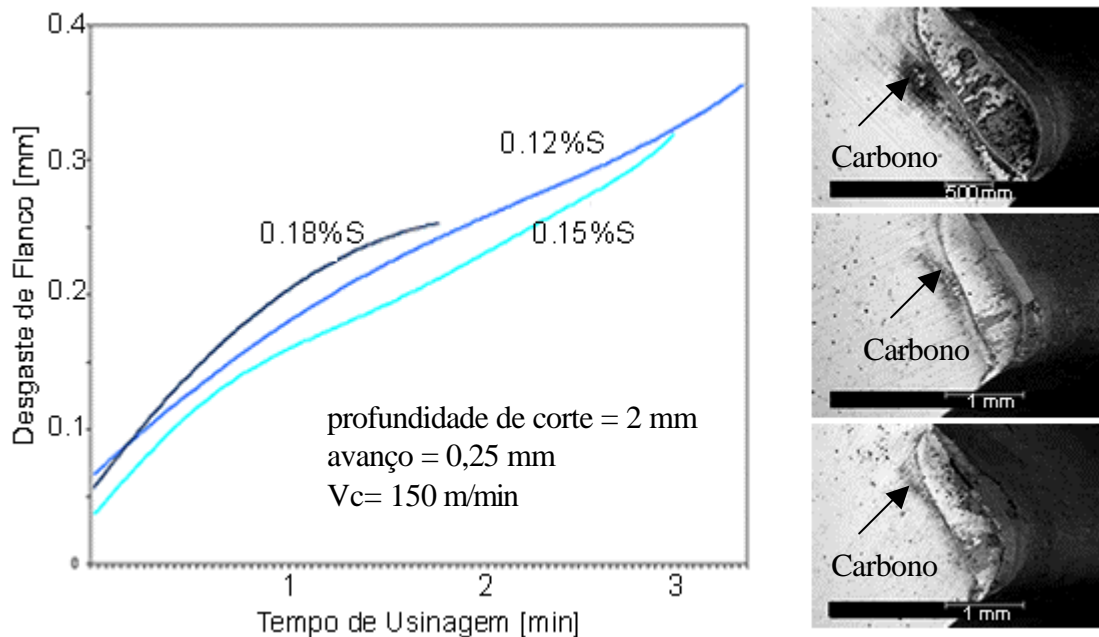 0.4
0.3
0.2
0.1
0
Desgaste de Flanco [mm]
0.12%S
0.18%S
0.15%S
profundidade de corte = 2 mm
avanço = 0,25 mm
Vc= 150 m/min
1
2
3
Tempo de Usinagem [min]
Carbono
500 mm
Carbono
1 mm
Carbono
1 mm